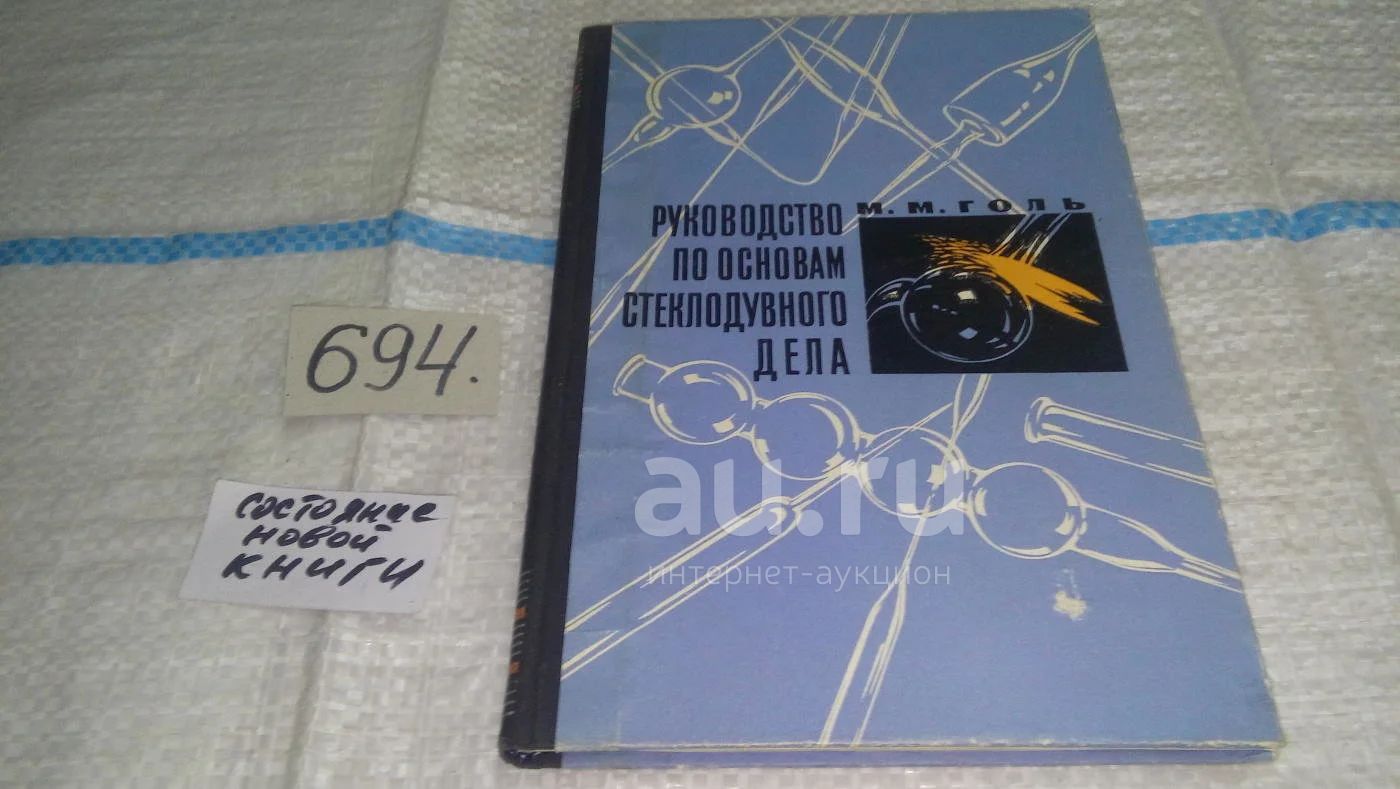 М. М. ГОЛЬ
РУКОВОДСТВО
ПО ОСНОВАМ
СТЕКЛОДУВНОГО
ДЕЛА
694.
состояние
новой
книги
au.ru
интернет-аукцион